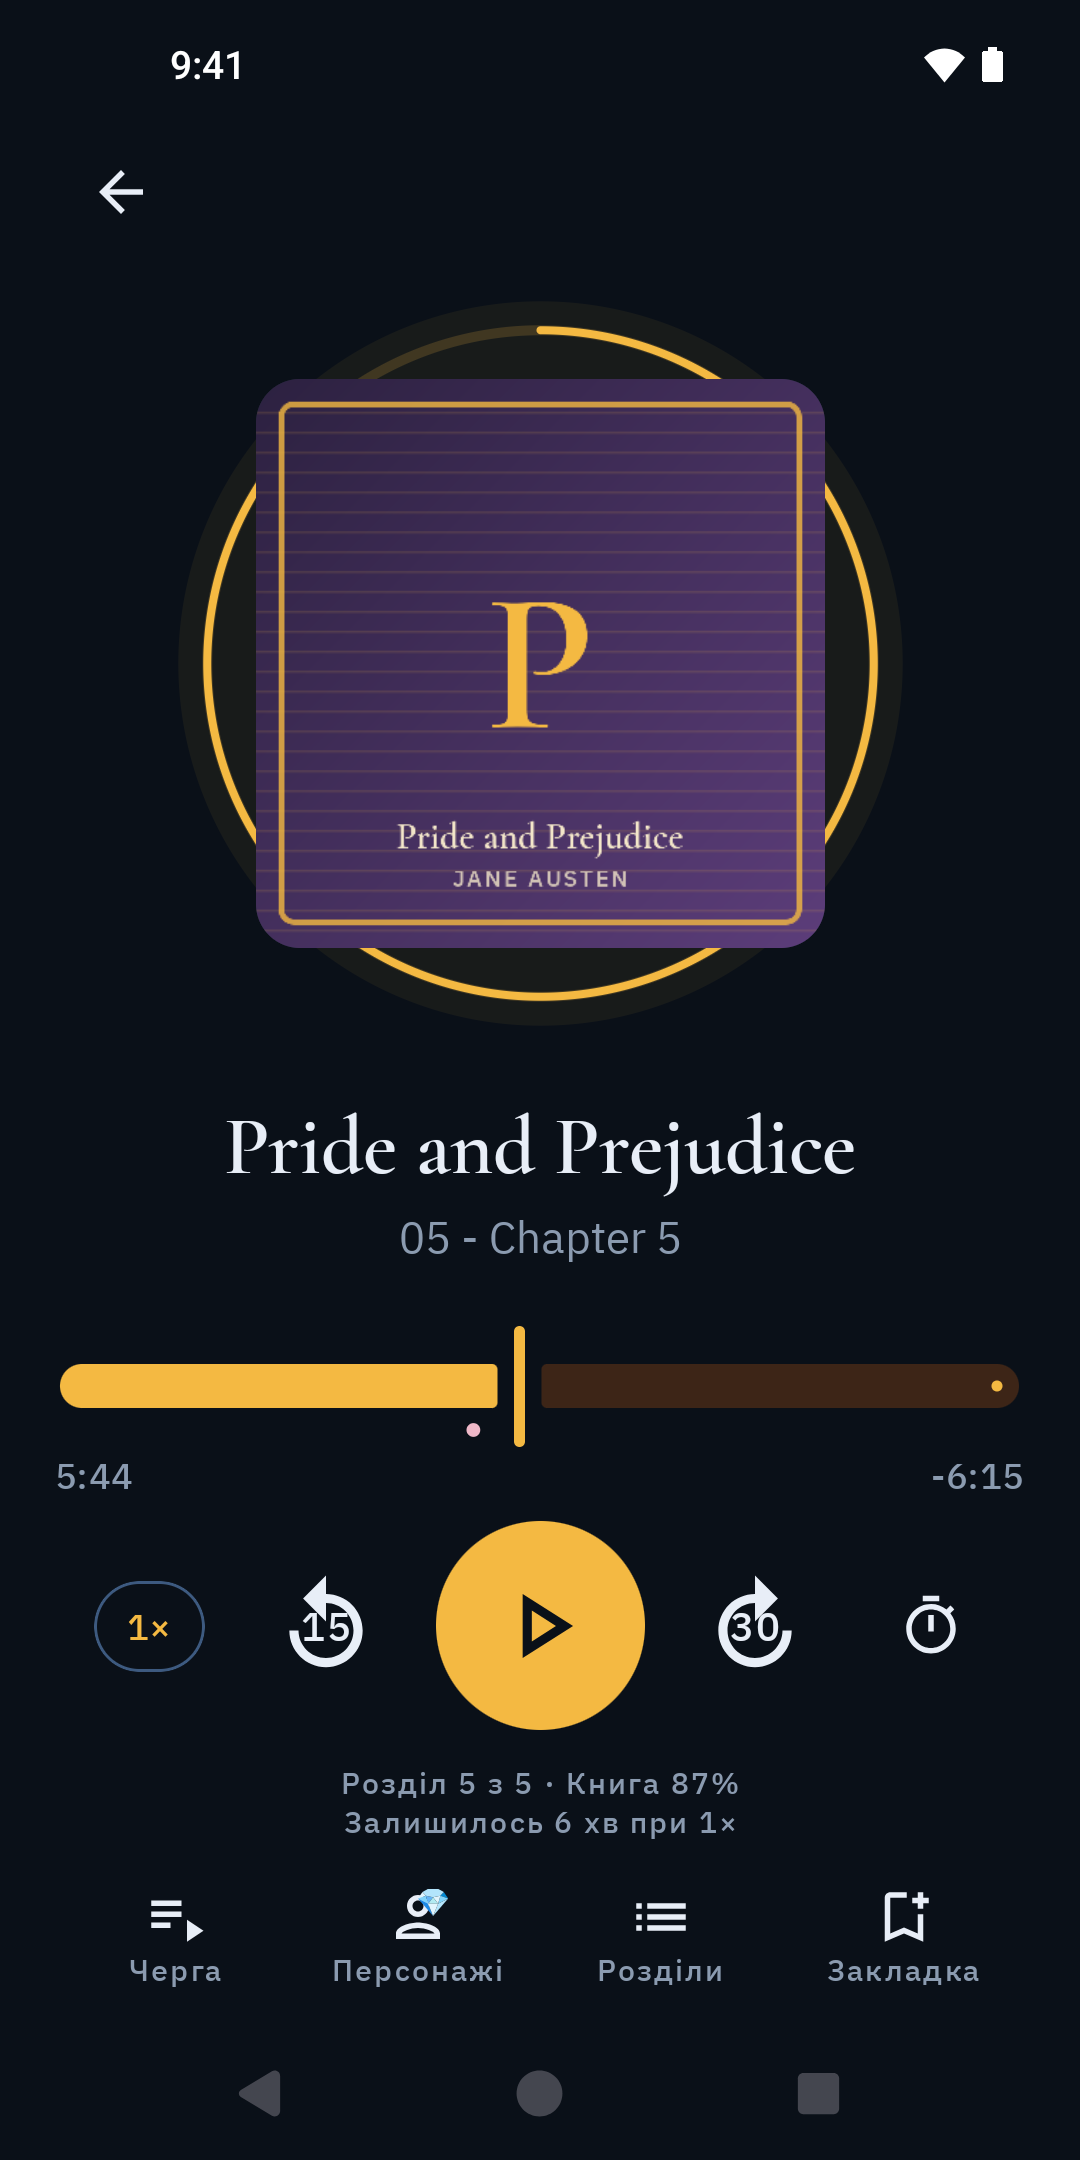 9:41
P
Pride and Prejudice
JANE AUSTEN
Pride and Prejudice
05 - Chapter 5
5:44
-6:15
1×
15
30
Розділ 5 з 5 · Книга 87%
Залишилось 6 хв при 1×
Черга
Персонажі
Розділи
Закладка